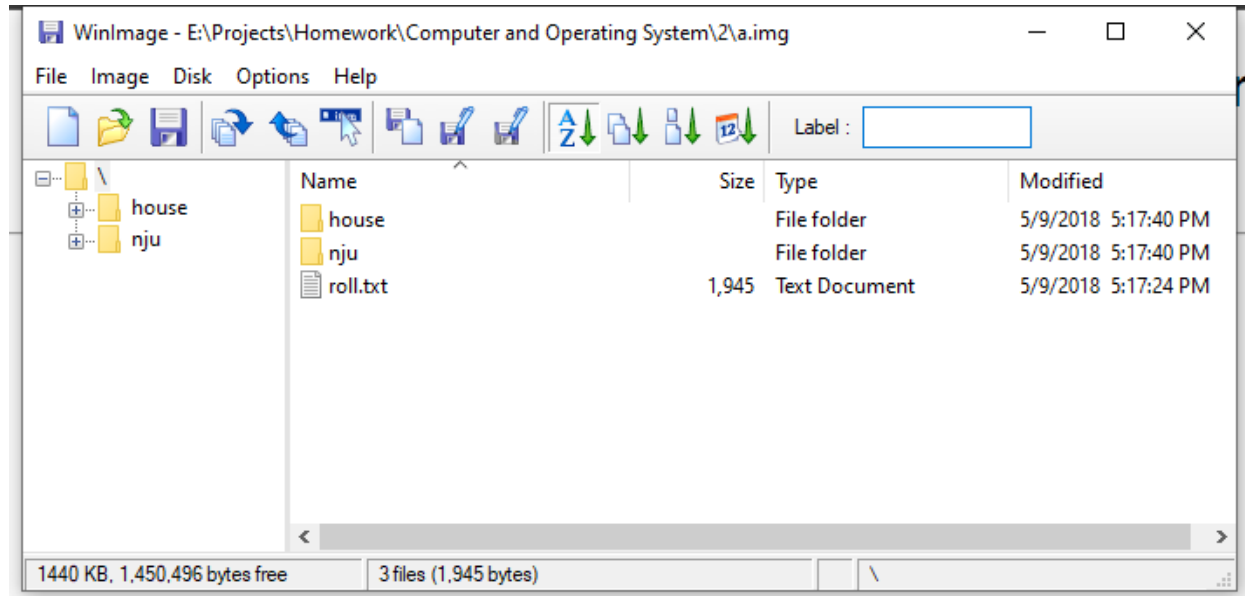 WinImage - E:\Projects\Homework\Computer and Operating System\2\a.img
File Image Disk Options Help
A Z 12 Label :
\
house
nju
Name Size Type Modified
house File folder 5/9/2018 5:17:40 PM
nju File folder 5/9/2018 5:17:40 PM
roll.txt 1,945 Text Document 5/9/2018 5:17:24 PM
1440 KB, 1,450,496 bytes free 3 files (1,945 bytes) \